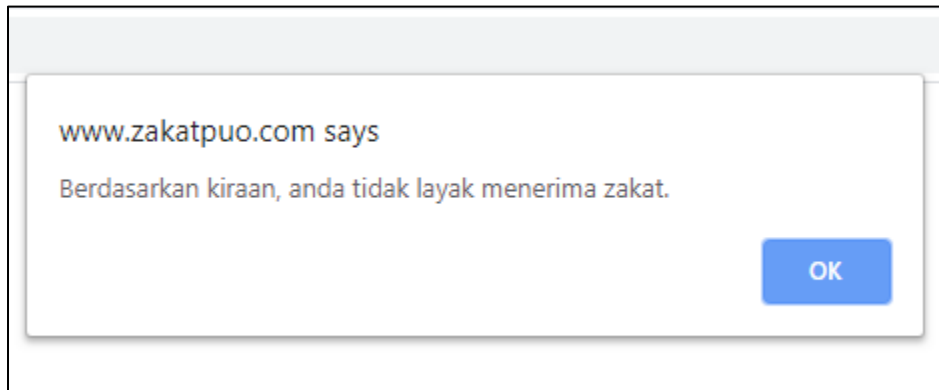 www.zakatpuo.com says
Berdasarkan kiraan, anda tidak layak menerima zakat.
OK